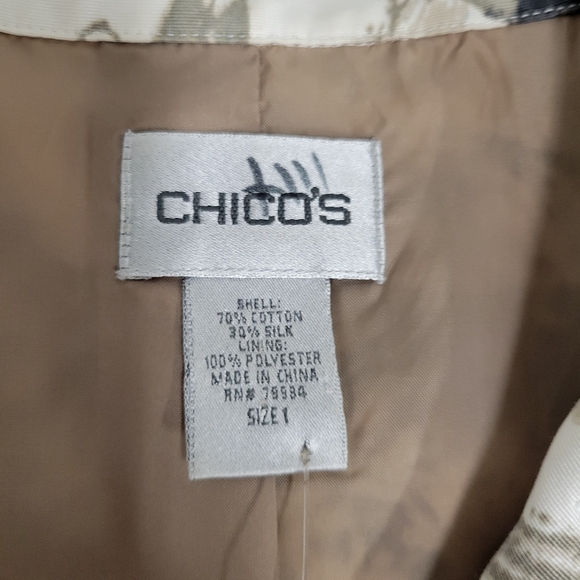 CHICO'S
SHELL:
70% COTTON
30% SILK
LINING:
100% POLYESTER
MADE IN CHINA
RN# 79994
SIZE 1